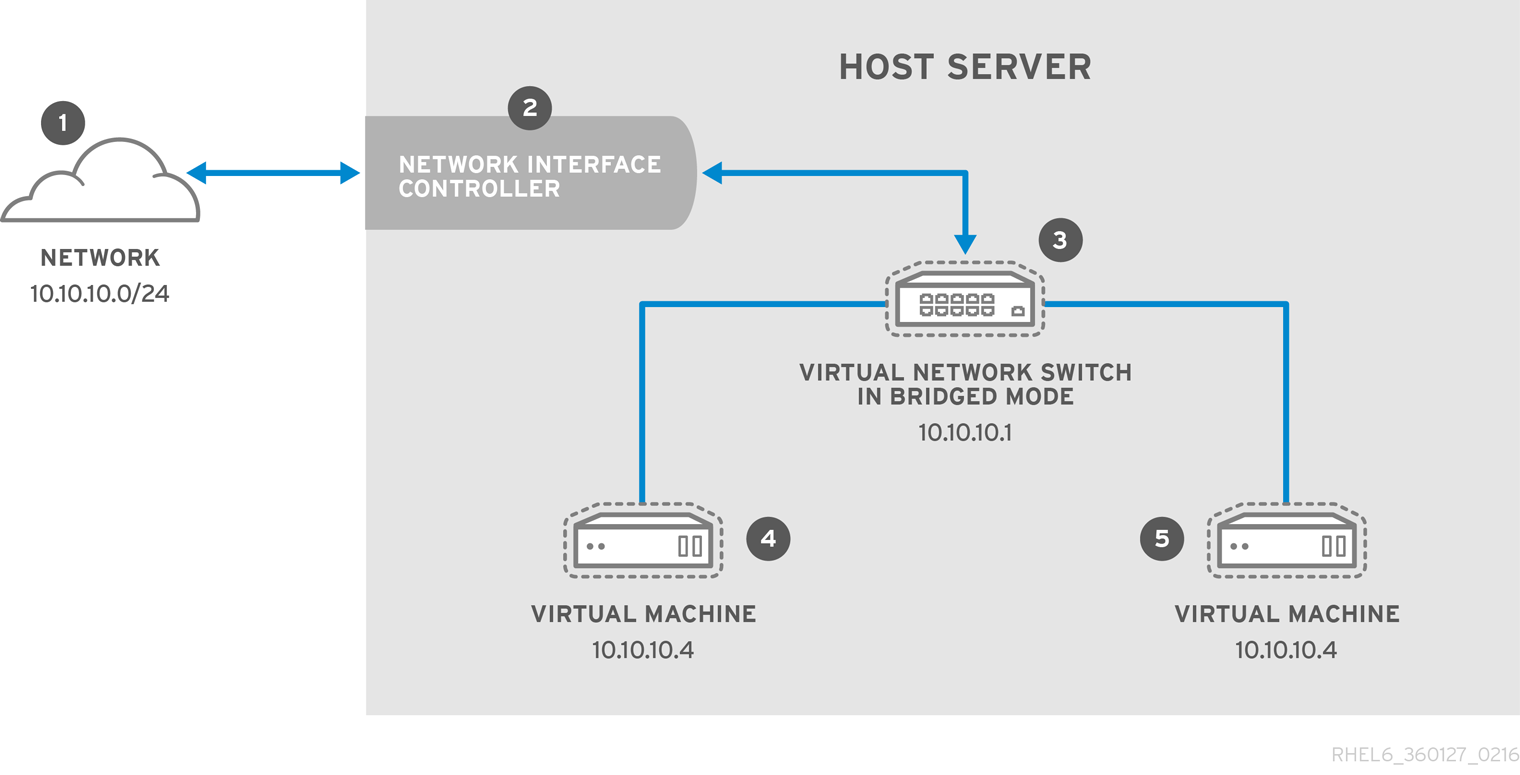 HOST SERVER
1
2
NETWORK INTERFACE
CONTROLLER
NETWORK
10.10.10.0/24
3
VIRTUAL NETWORK SWITCH
IN BRIDGED MODE
10.10.10.1
4
VIRTUAL MACHINE
10.10.10.4
5
VIRTUAL MACHINE
10.10.10.4
RHEL6_360127_0216